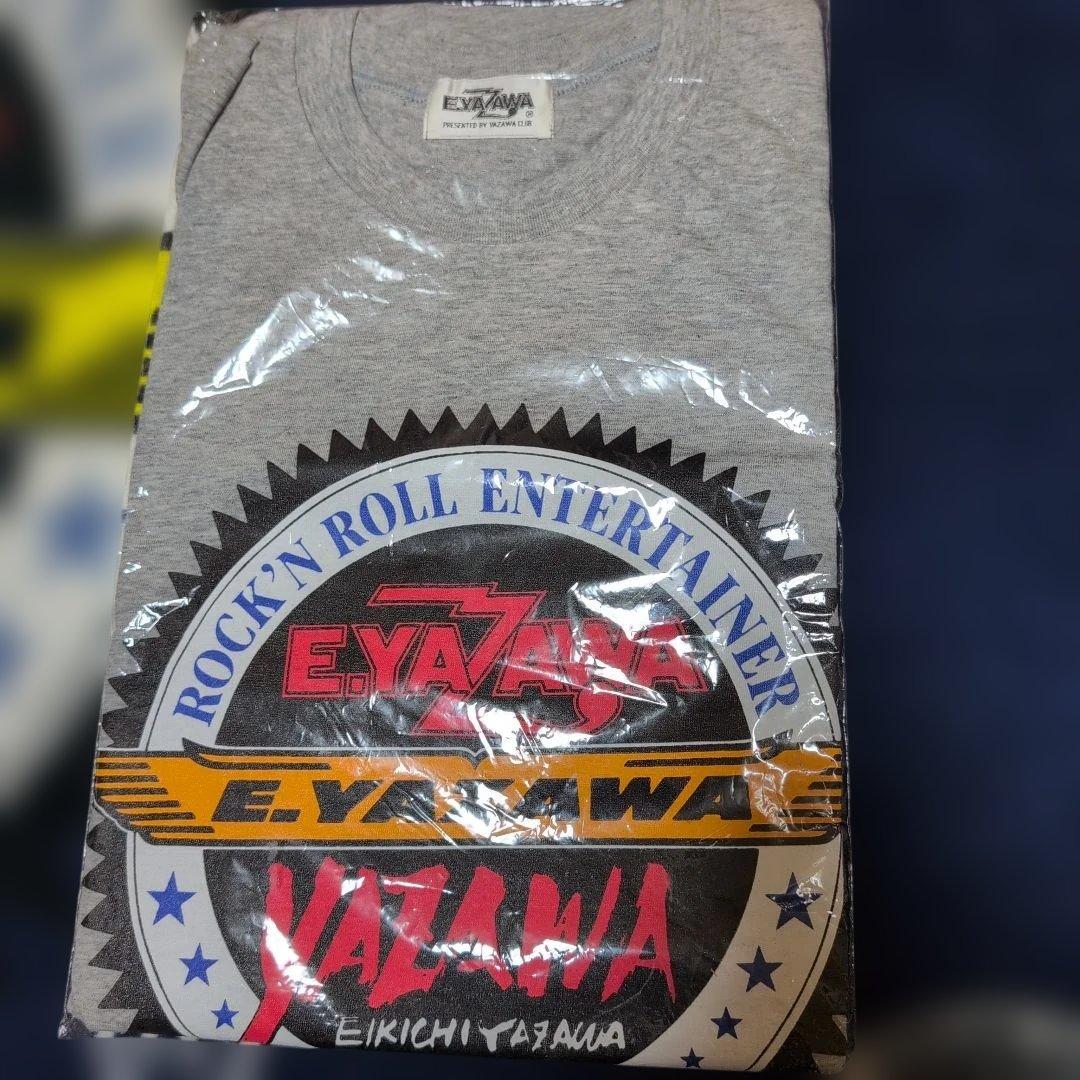 E.YAZAWA
PRESENTED BY YAZAWA CLUB
ROCK'N ROLL ENTERTAINER
E.YAZAWA
E.YAZAWA
YAZAWA
EIKICHI YAZAWA